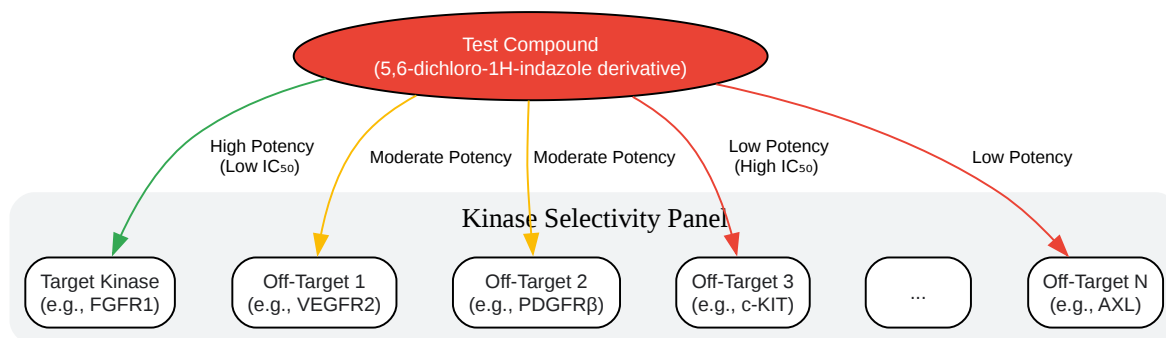 Test Compound
(5,6-dichloro-1H-indazole derivative)
High Potency
(Low IC₅₀)
Moderate Potency
Moderate Potency
Low Potency
(High IC₅₀)
Low Potency
Kinase Selectivity Panel
Target Kinase
(e.g., FGFR1)
Off-Target 1
(e.g., VEGFR2)
Off-Target 2
(e.g., PDGFRβ)
Off-Target 3
(e.g., c-KIT)
...
Off-Target N
(e.g., AXL)